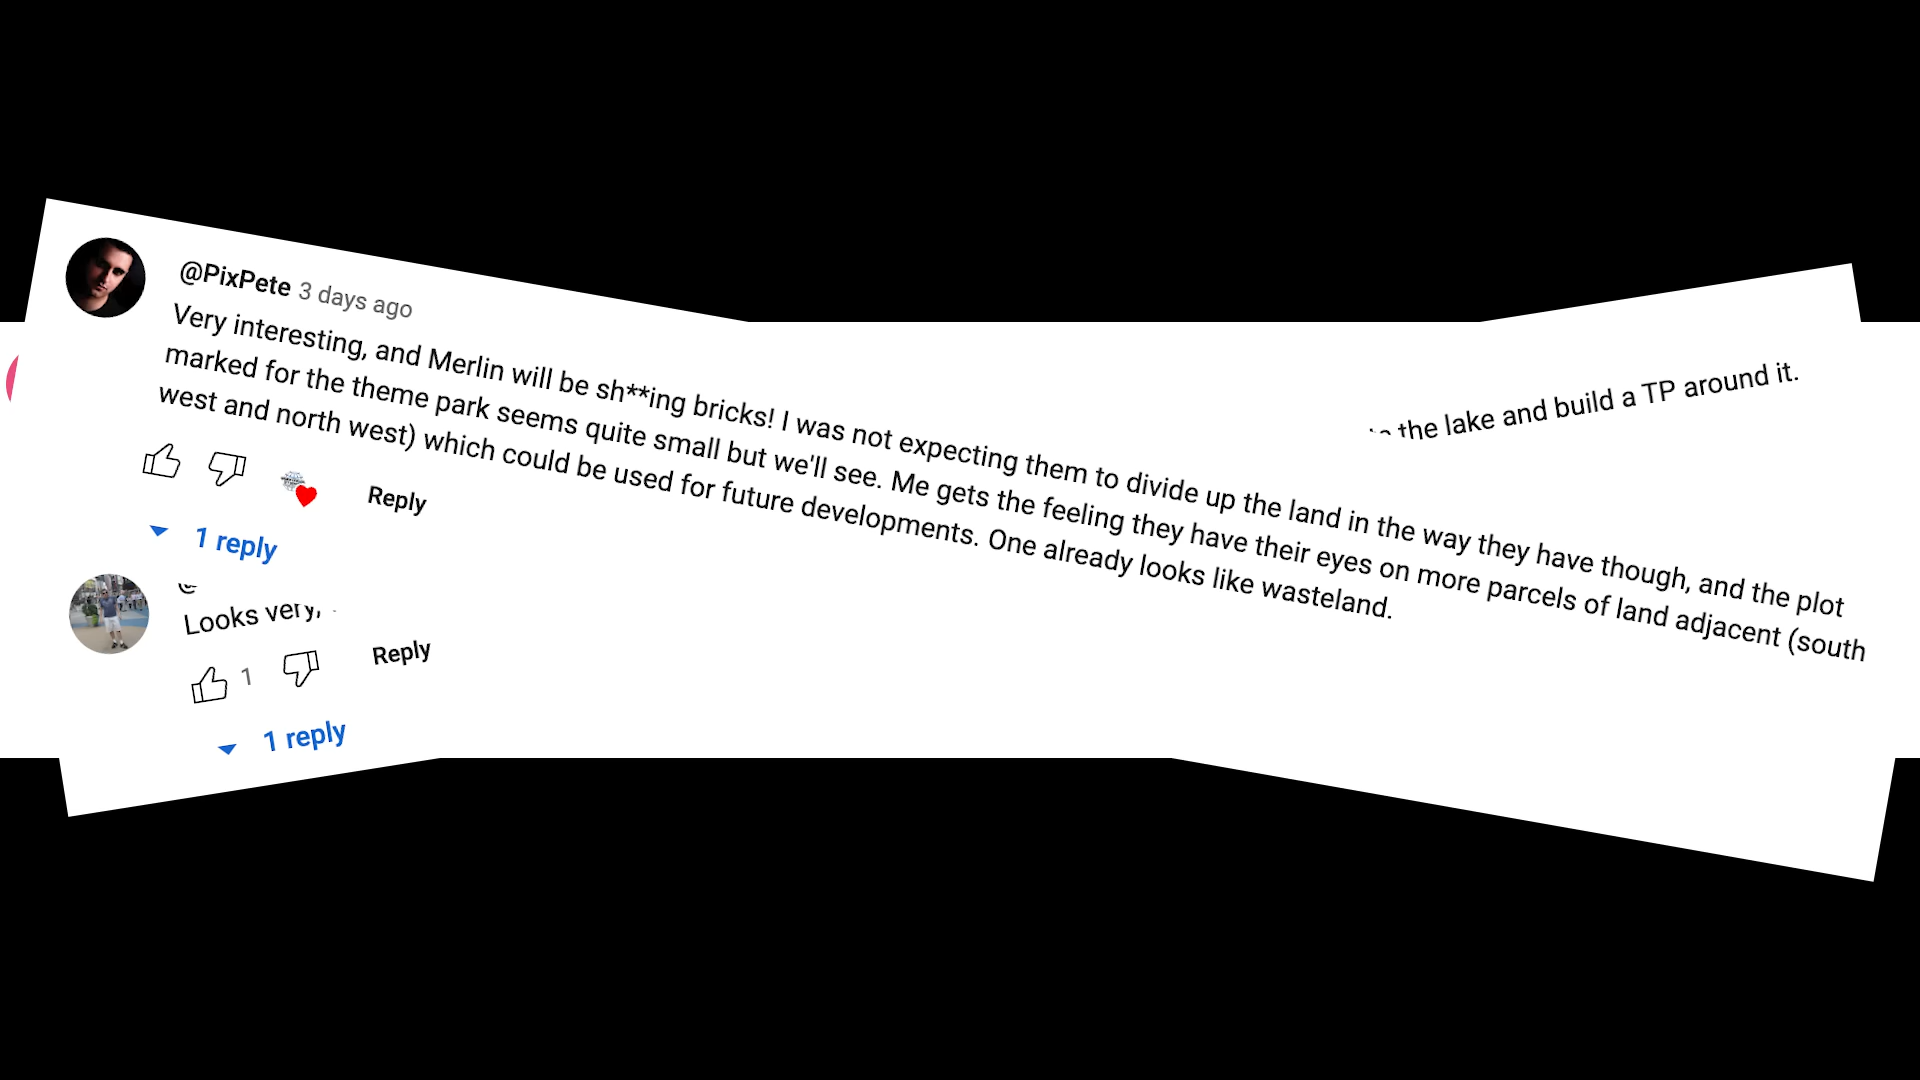 @PixPete 3 days ago
Very interesting, and Merlin will be sh**ing bricks! I was not expecting them to divide up the land in the way they have though, and the plot
marked for the theme park seems quite small but we'll see. Me gets the feeling they have their eyes on more parcels of land adjacent (south
west and north west) which could be used for future developments. One already looks like wasteland.
Reply
1 reply
the lake and build a TP around it.
Looks very,
1 Reply
1 reply